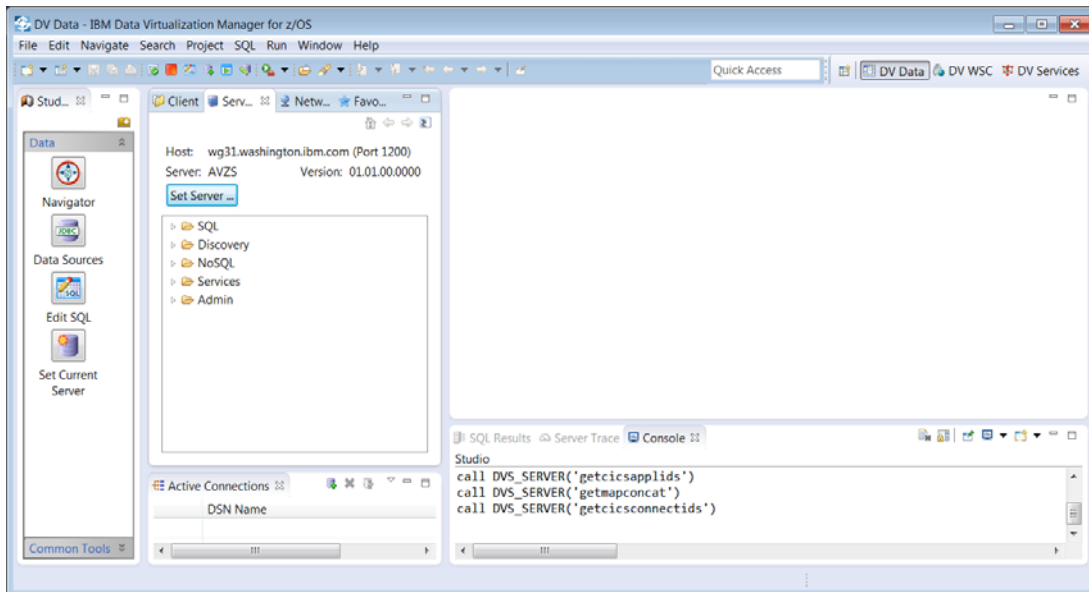 DV Data - IBM Data Virtualization Manager for z/OS
File Edit Navigate Search Project SQL Run Window Help
Quick Access
DV Data
DV WSC
DV Services
Stud...
Data
Navigator
JDBC
Data Sources
SQL
Edit SQL
Set Current
Server
Common Tools
Client
Serv...
Netw...
Favo...
Host: wg31.washington.ibm.com (Port 1200)
Server: AVZS Version: 01.01.00.0000
Set Server ...
SQL
Discovery
NoSQL
Services
Admin
Active Connections
DSN Name
SQL Results
Server Trace
Console
Studio
call DVS_SERVER('getcicsapplids')
call DVS_SERVER('getmapconcat')
call DVS_SERVER('getcicsconnectids')